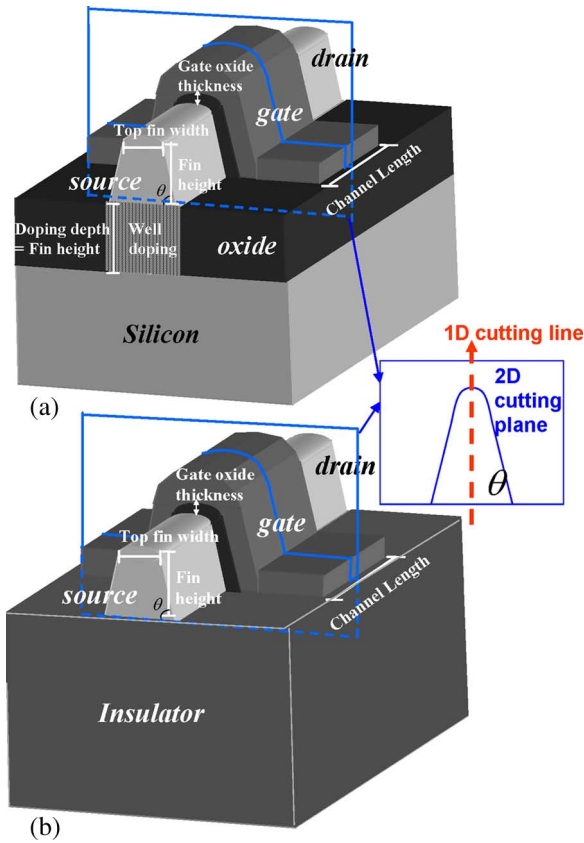 drain
Gate oxide
thickness
gate
Top fin width
Fin
height
source
θ
Channel Length
Doping depth
= Fin height
Well
doping
oxide
Silicon
(a)
1D cutting line
2D
cutting
plane
θ
drain
Gate oxide
thickness
gate
Top fin width
Fin
height
source
θ
Channel Length
Insulator
(b)